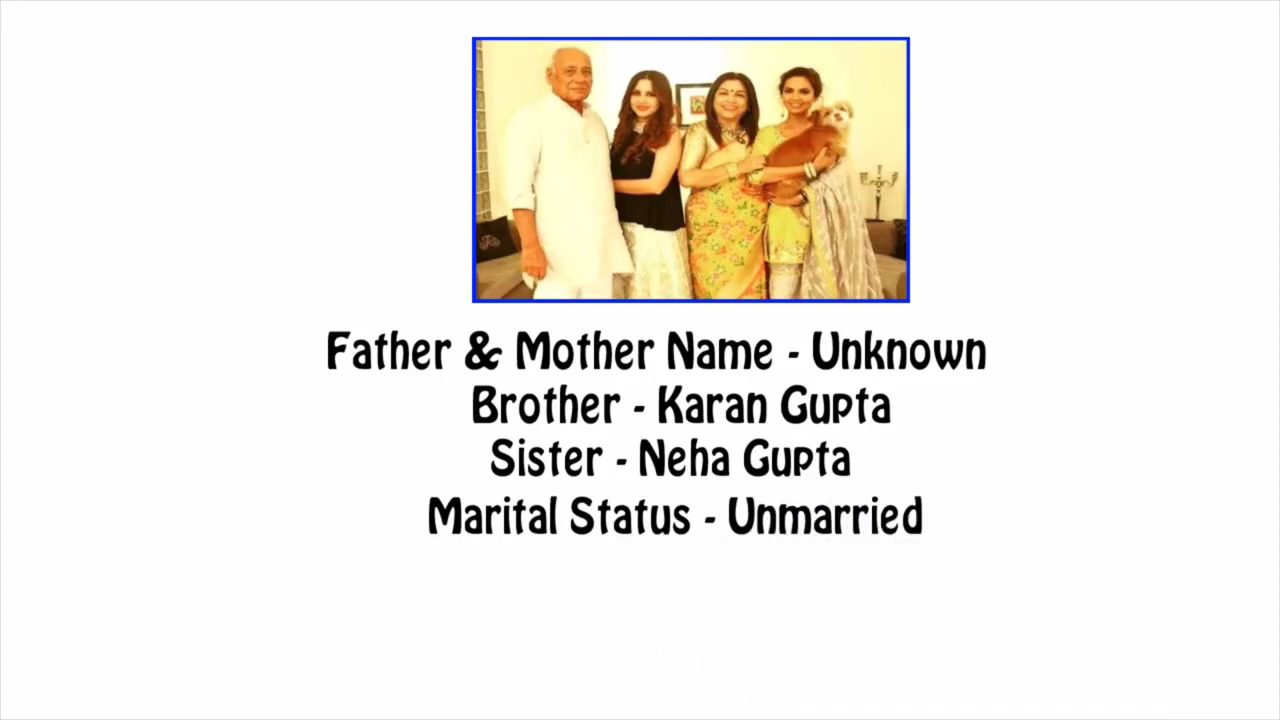 Father & Mother Name - Unknown
Brother - Karan Gupta
Sister - Neha Gupta
Marital Status - Unmarried